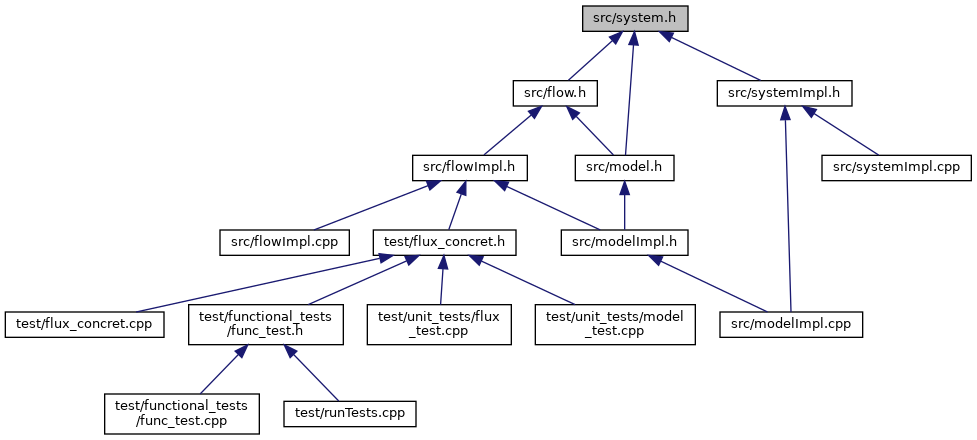 src/system.h
src/flow.h
src/systemImpl.h
src/flowImpl.h
src/model.h
src/systemImpl.cpp
src/flowImpl.cpp
test/flux_concret.h
src/modelImpl.h
test/flux_concret.cpp
test/functional_tests
/func_test.h
test/unit_tests/flux
_test.cpp
test/unit_tests/model
_test.cpp
src/modelImpl.cpp
test/functional_tests
/func_test.cpp
test/runTests.cpp